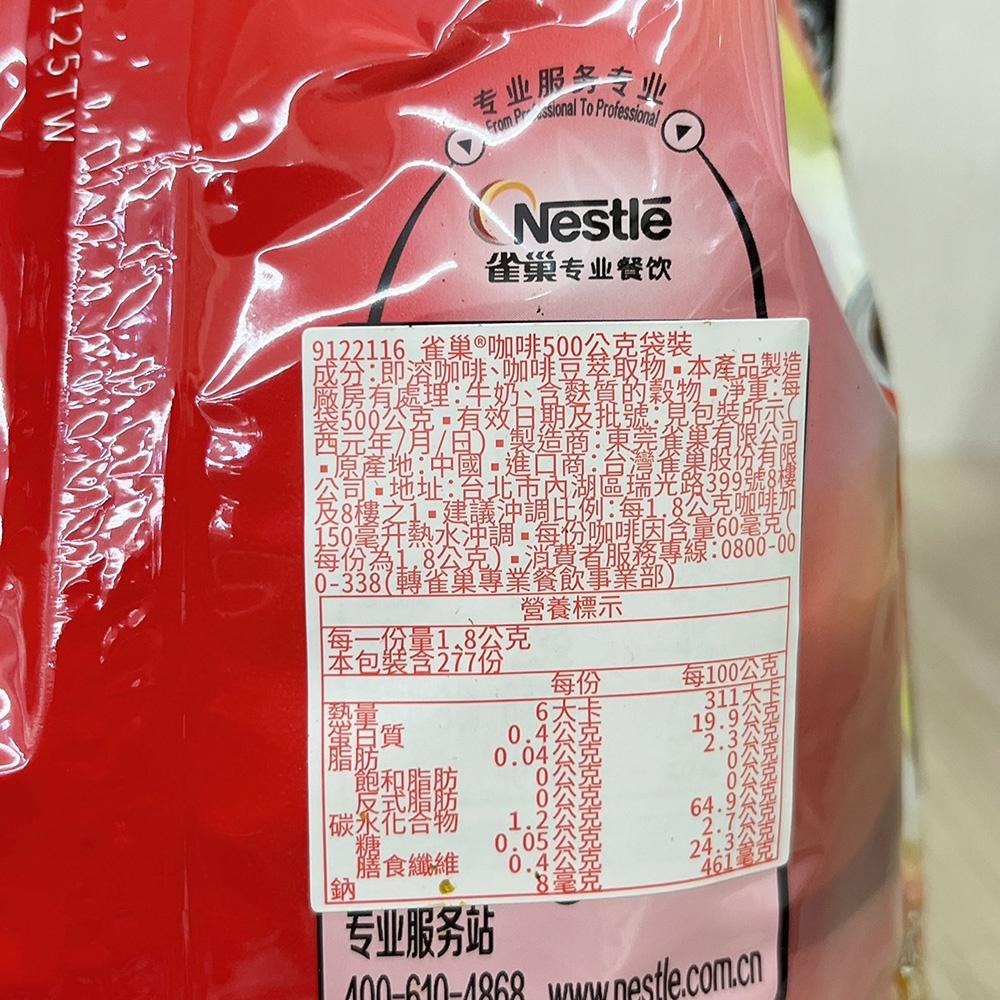 125TW
专业服务专业
From Professional To Professional
Nestlé
雀巢专业餐饮
9122116 雀巢®咖啡500公克袋裝
成分:即溶咖啡、咖啡豆萃取物▪本產品製造
廠房有處理:牛奶、含麩質的穀物▪淨重:每
袋500公克▪有效日期及批號:見包裝所示(
西元年/月/日)▪製造商:東莞雀巢有限公司
▪原產地:中國▪進口商:台灣雀巢股份有限
公司▪地址:台北市內湖區瑞光路399號8樓
及8樓之1▪建議沖調比例:每1.8公克咖啡加
150毫升熱水沖調▪每份咖啡因含量60毫克(
每份為1.8公克)▪消費者服務專線:0800-00
0-338(轉雀巢專業餐飲事業部)
營養標示
每一份量1.8公克
本包裝含277份
每份 每100公克
熱量 6大卡 311大卡
蛋白質 0.4公克 19.9公克
脂肪 0.04公克 2.3公克
飽和脂肪 0公克 0公克
反式脂肪 0公克 0公克
碳水化合物 1.2公克 64.9公克
糖 0.05公克 2.7公克
膳食纖維 0.4公克 24.3公克
鈉 8毫克 461毫克
专业服务站
400-610-4868 www.nestle.com.cn